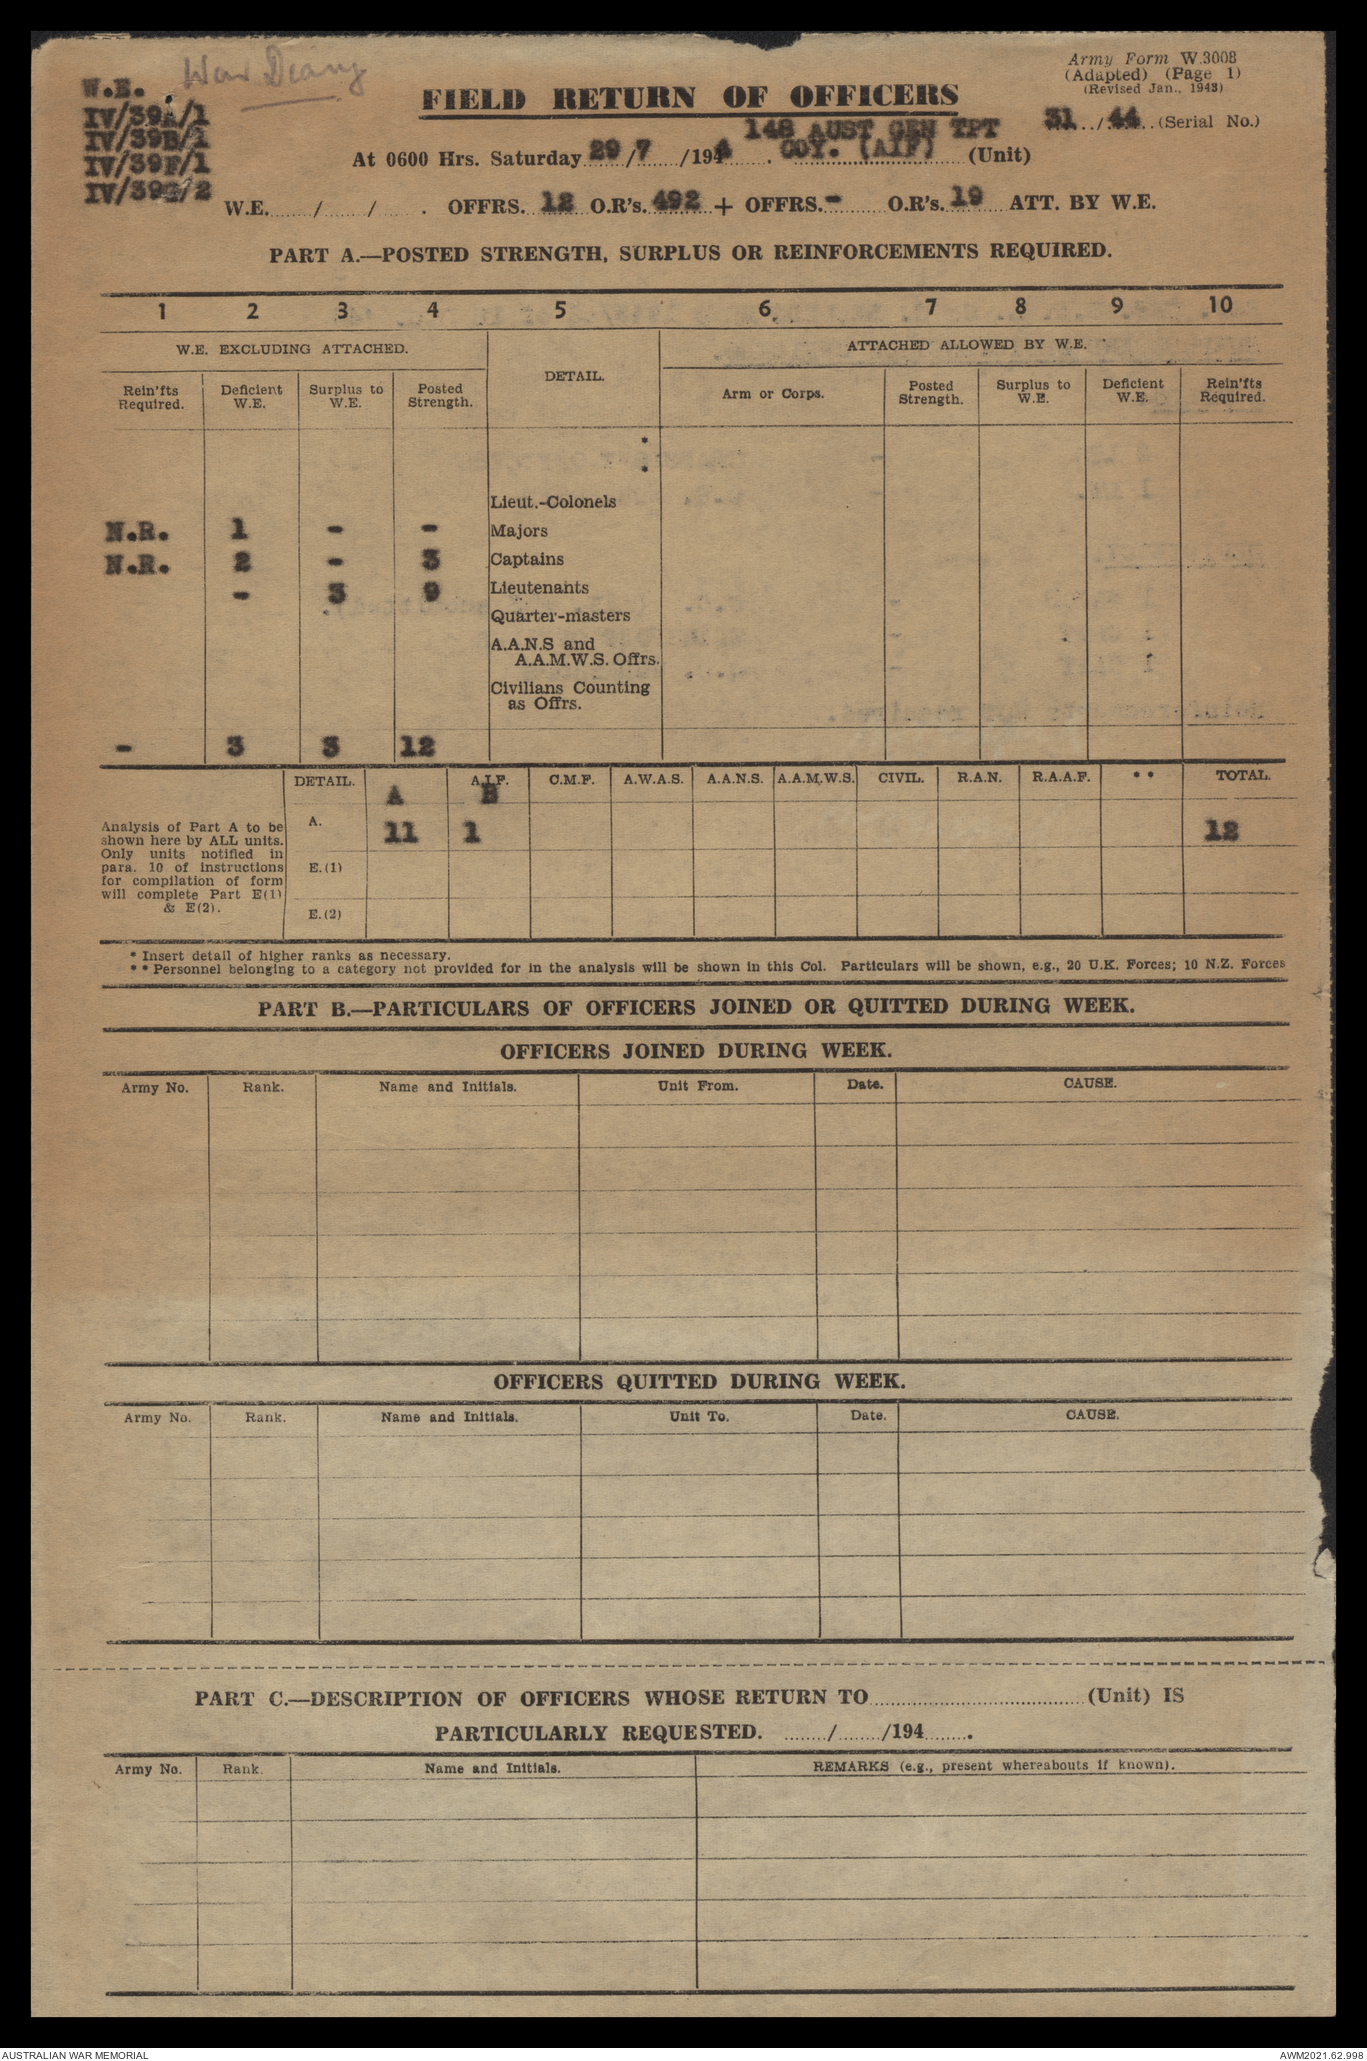 War Diary
Army Form W.3008
(Adapted) (Page 1)
(Revised Jan., 1943)
W.E.
IV/39A/1
IV/39B/1
IV/39F/1
IV/39G/2
FIELD RETURN OF OFFICERS
31/44 (Serial No.)
148 AUST GEN TPT
At 0600 Hrs. Saturday 29/7/1944. COY. (AIF) (Unit)
W.E. / / . OFFRS. 12 O.R's. 492 + OFFRS. - O.R's. 19 ATT. BY W.E.
PART A.—POSTED STRENGTH, SURPLUS OR REINFORCEMENTS REQUIRED.
1 2 3 4 5 6 7 8 9 10
W.E. EXCLUDING ATTACHED. DETAIL. ATTACHED ALLOWED BY W.E.
Rein'fts Required. Deficient W.E. Surplus to W.E. Posted Strength. Arm or Corps. Posted Strength. Surplus to W.E. Deficient W.E. Rein'fts Required.
*
*
Lieut.-Colonels
N.R. 1 - - Majors
N.R. 2 - 3 Captains
- 3 9 Lieutenants
Quarter-masters
A.A.N.S and
A.A.M.W.S. Offrs.
Civilians Counting
as Offrs.
- 3 3 12
DETAIL. A.I.F. C.M.F. A.W.A.S. A.A.N.S. A.A.M.W.S. CIVIL. R.A.N. R.A.A.F. ** TOTAL.
A B
A. 11 1 12
Analysis of Part A to be
shown here by ALL units.
Only units notified in
para. 10 of instructions
for compilation of form
will complete Part E(1)
& E(2).
E.(1)
E.(2)
* Insert detail of higher ranks as necessary.
** Personnel belonging to a category not provided for in the analysis will be shown in this Col. Particulars will be shown, e.g., 20 U.K. Forces; 10 N.Z. Forces
PART B.—PARTICULARS OF OFFICERS JOINED OR QUITTED DURING WEEK.
OFFICERS JOINED DURING WEEK.
Army No. Rank. Name and Initials. Unit From. Date. CAUSE.
OFFICERS QUITTED DURING WEEK.
Army No. Rank. Name and Initials. Unit To. Date. CAUSE.
PART C.—DESCRIPTION OF OFFICERS WHOSE RETURN TO (Unit) IS
PARTICULARLY REQUESTED. / /194 .
Army No. Rank. Name and Initials. REMARKS (e.g., present whereabouts if known).
AUSTRALIAN WAR MEMORIAL
AWM2021.62.998